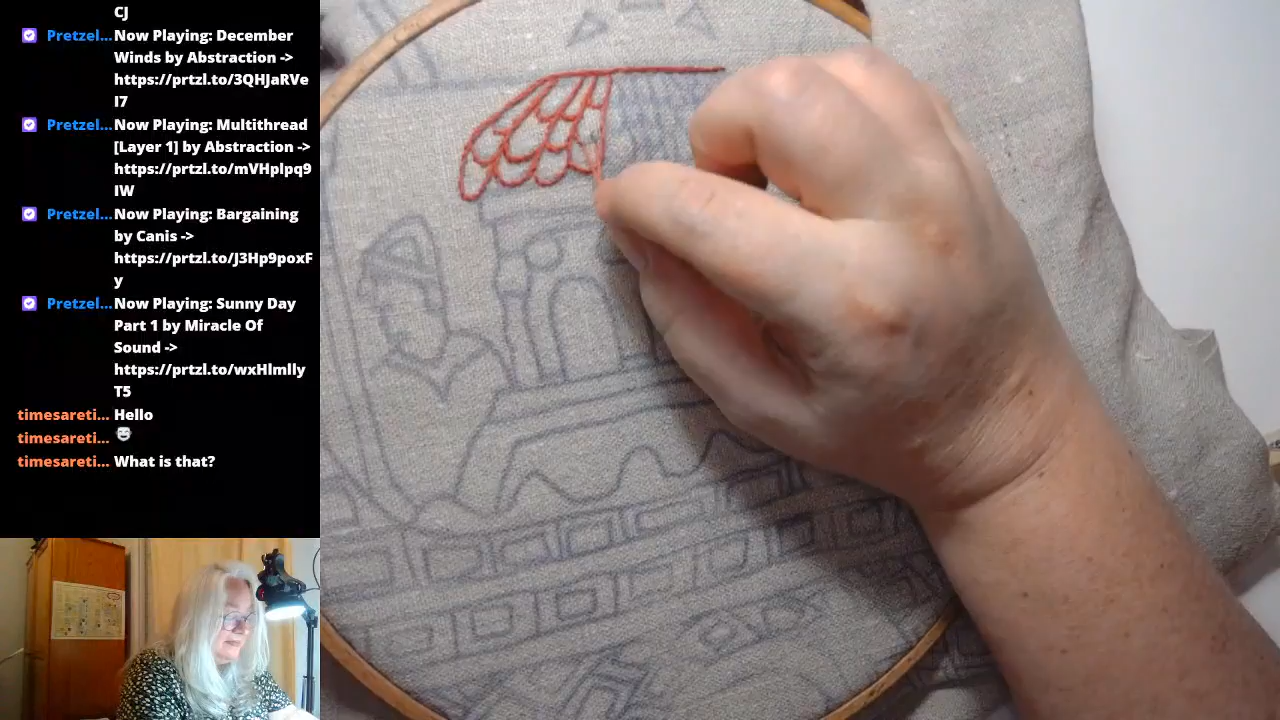 CJ
Pretzel... Now Playing: December
Winds by Abstraction ->
https://prtzl.to/3QHJaRVe
I7
Pretzel... Now Playing: Multithread
[Layer 1] by Abstraction ->
https://prtzl.to/mVHpIpq9
IW
Pretzel... Now Playing: Bargaining
by Canis ->
https://prtzl.to/J3Hp9poxF
y
Pretzel... Now Playing: Sunny Day
Part 1 by Miracle Of
Sound ->
https://prtzl.to/wxHlmlly
T5
timesareti... Hello
timesareti...
timesareti... What is that?